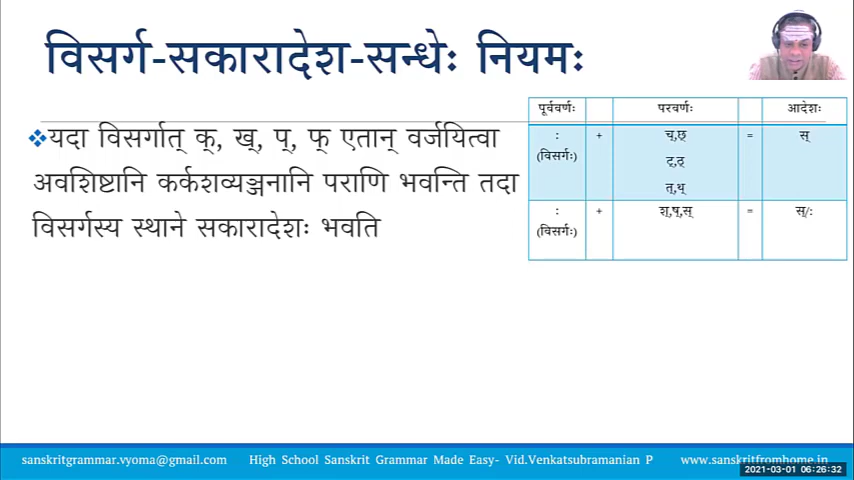 विसर्ग-सकारादेश-सन्धेः नियमः
यदा विसर्गात् क्, ख्, प्, फ् एतान् वर्जयित्वा
अवशिष्टानि कर्कशव्यञ्जनानि पराणि भवन्ति तदा
विसर्गस्य स्थाने सकारादेशः भवति
पूर्ववर्णः परवर्णः आदेशः
: + च्,छ् = स्
(विसर्गः) ट्,ठ्
त्,थ्
: + श्,ष्,स् = स्/:
(विसर्गः)
sanskritgrammar.vyoma@gmail.com High School Sanskrit Grammar Made Easy- Vid.Venkatsubramanian P www.sanskritfromhome.in
2021-03-01 06:26:32